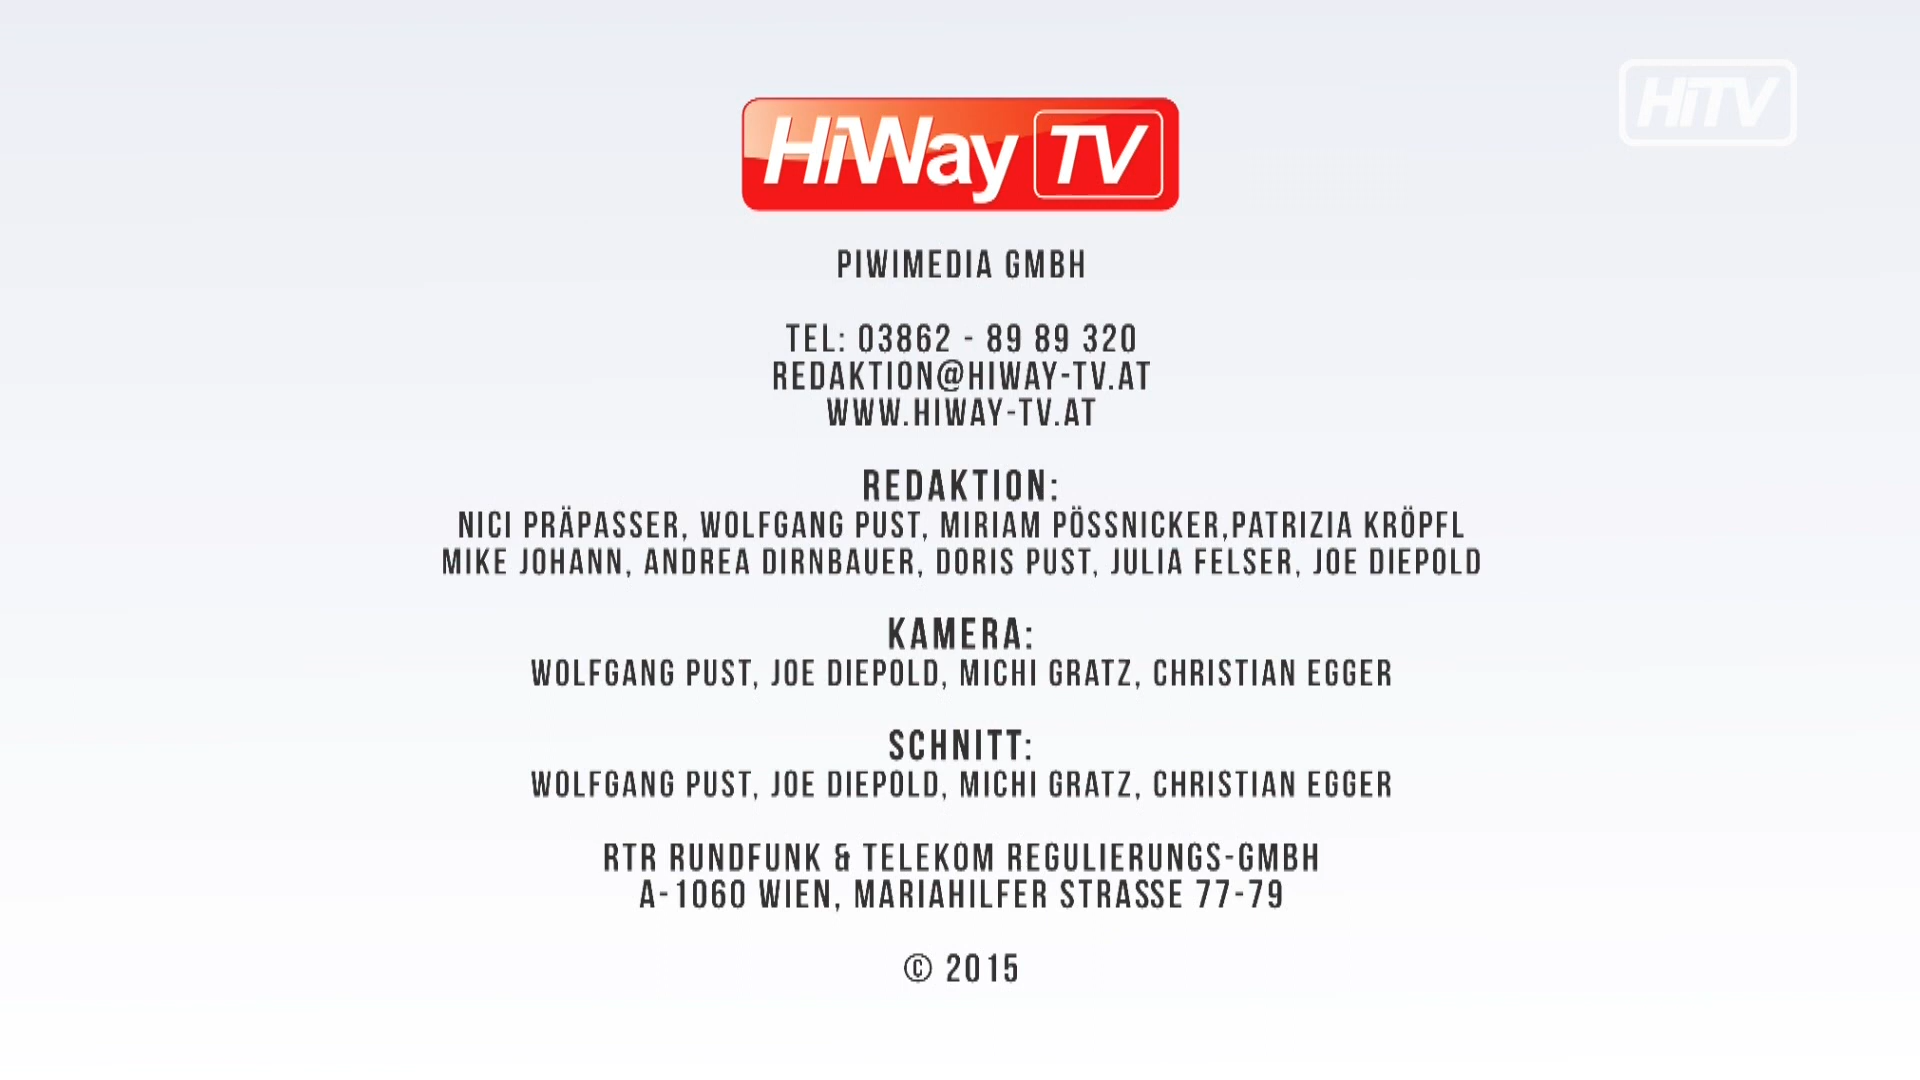 HiTV
HiWay TV
PIWIMEDIA GMBH
TEL: 03862 - 89 89 320
REDAKTION@HIWAY-TV.AT
WWW.HIWAY-TV.AT
REDAKTION:
NICI PRÄPASSER, WOLFGANG PUST, MIRIAM PÖSSNICKER,PATRIZIA KRÖPFL
MIKE JOHANN, ANDREA DIRNBAUER, DORIS PUST, JULIA FELSER, JOE DIEPOLD
KAMERA:
WOLFGANG PUST, JOE DIEPOLD, MICHI GRATZ, CHRISTIAN EGGER
SCHNITT:
WOLFGANG PUST, JOE DIEPOLD, MICHI GRATZ, CHRISTIAN EGGER
RTR RUNDFUNK & TELEKOM REGULIERUNGS-GMBH
A-1060 WIEN, MARIAHILFER STRASSE 77-79
© 2015